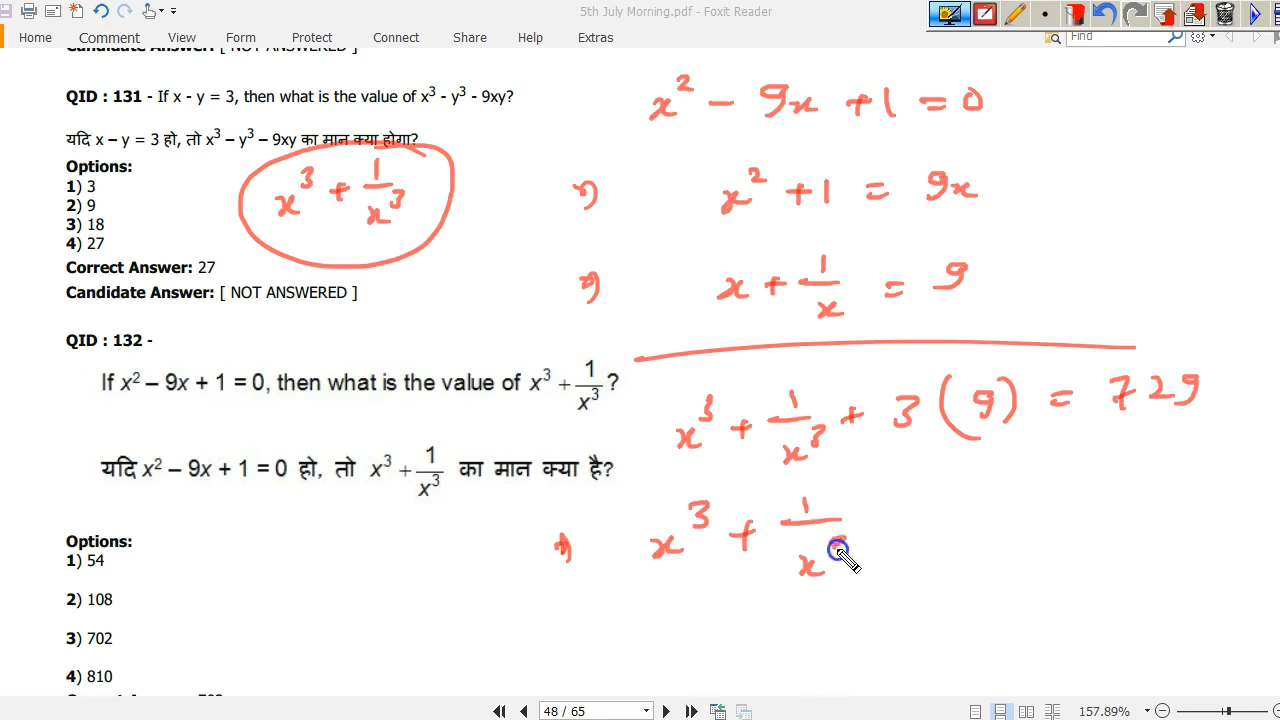 5th July Morning.pdf - Foxit Reader
Home Comment View Form Protect Connect Share Help Extras
Find
Candidate Answer: [ NOT ANSWERED ]
QID : 131 - If x - y = 3, then what is the value of x³ - y³ - 9xy?
यदि x – y = 3 हो, तो x³ – y³ – 9xy का मान क्या होगा?
Options:
1) 3
2) 9
3) 18
4) 27
Correct Answer: 27
Candidate Answer: [ NOT ANSWERED ]
x³ + 1/x³
QID : 132 -
If x² – 9x + 1 = 0, then what is the value of x³ + 1/x³ ?
यदि x² – 9x + 1 = 0 हो, तो x³ + 1/x³ का मान क्या है?
Options:
1) 54
2) 108
3) 702
4) 810
x² – 9x + 1 = 0
x² + 1 = 9x
x + 1/x = 9
x³ + 1/x³ + 3 (9) = 729
x³ + 1/x
48 / 65
157.89%